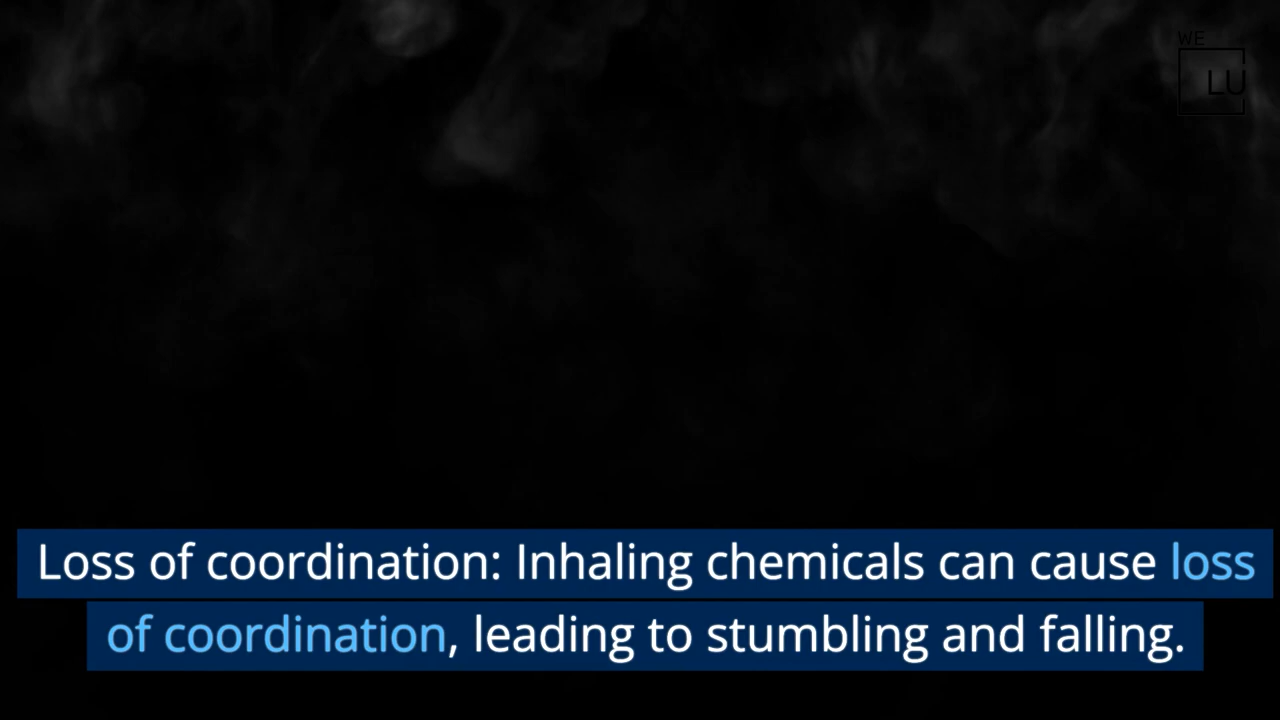 WE
LU
Loss of coordination: Inhaling chemicals can cause loss
of coordination, leading to stumbling and falling.